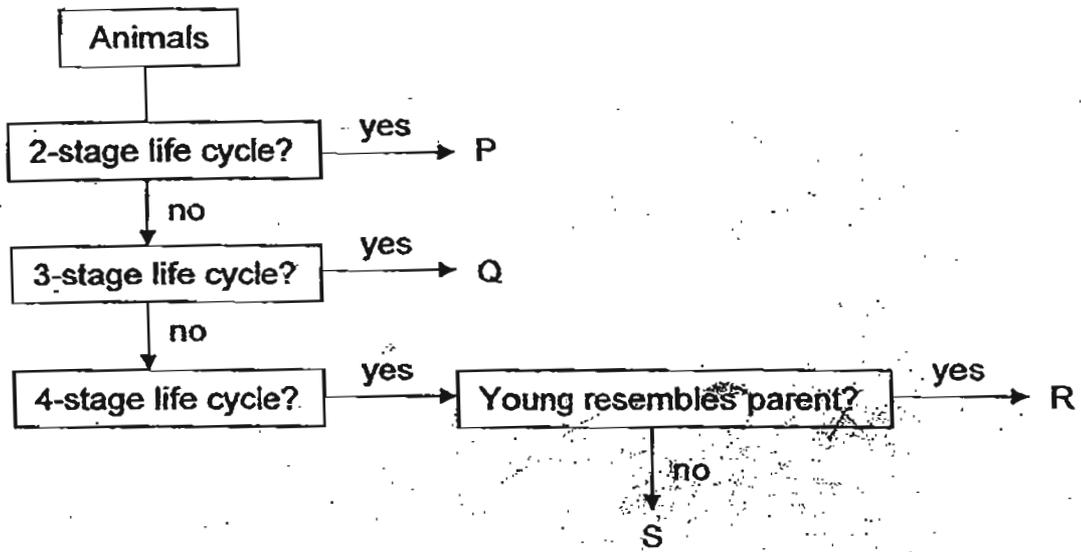 Animals
2-stage life cycle?
yes
P
no
3-stage life cycle?
yes
Q
no
4-stage life cycle?
yes
Young resembles parent?
yes
R
no
S